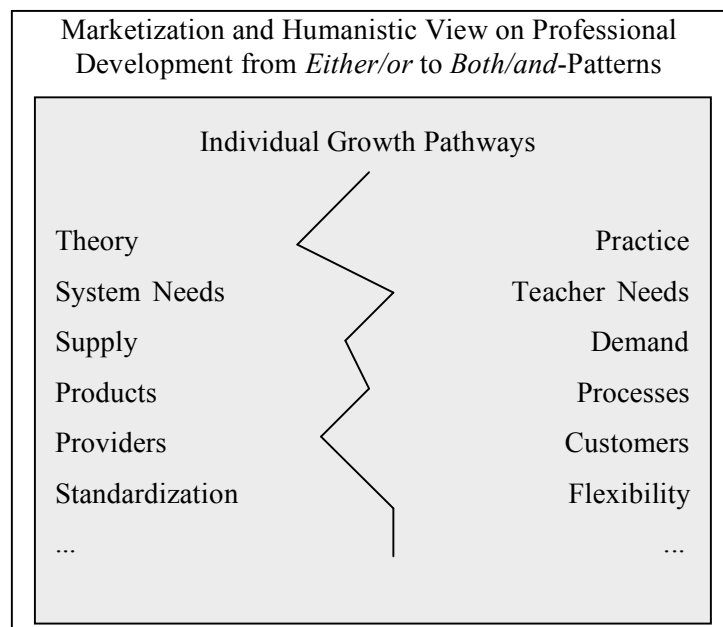 Marketization and Humanistic View on Professional
Development from Either/or to Both/and-Patterns
Individual Growth Pathways
Theory Practice
System Needs Teacher Needs
Supply Demand
Products Processes
Providers Customers
Standardization Flexibility
... ...